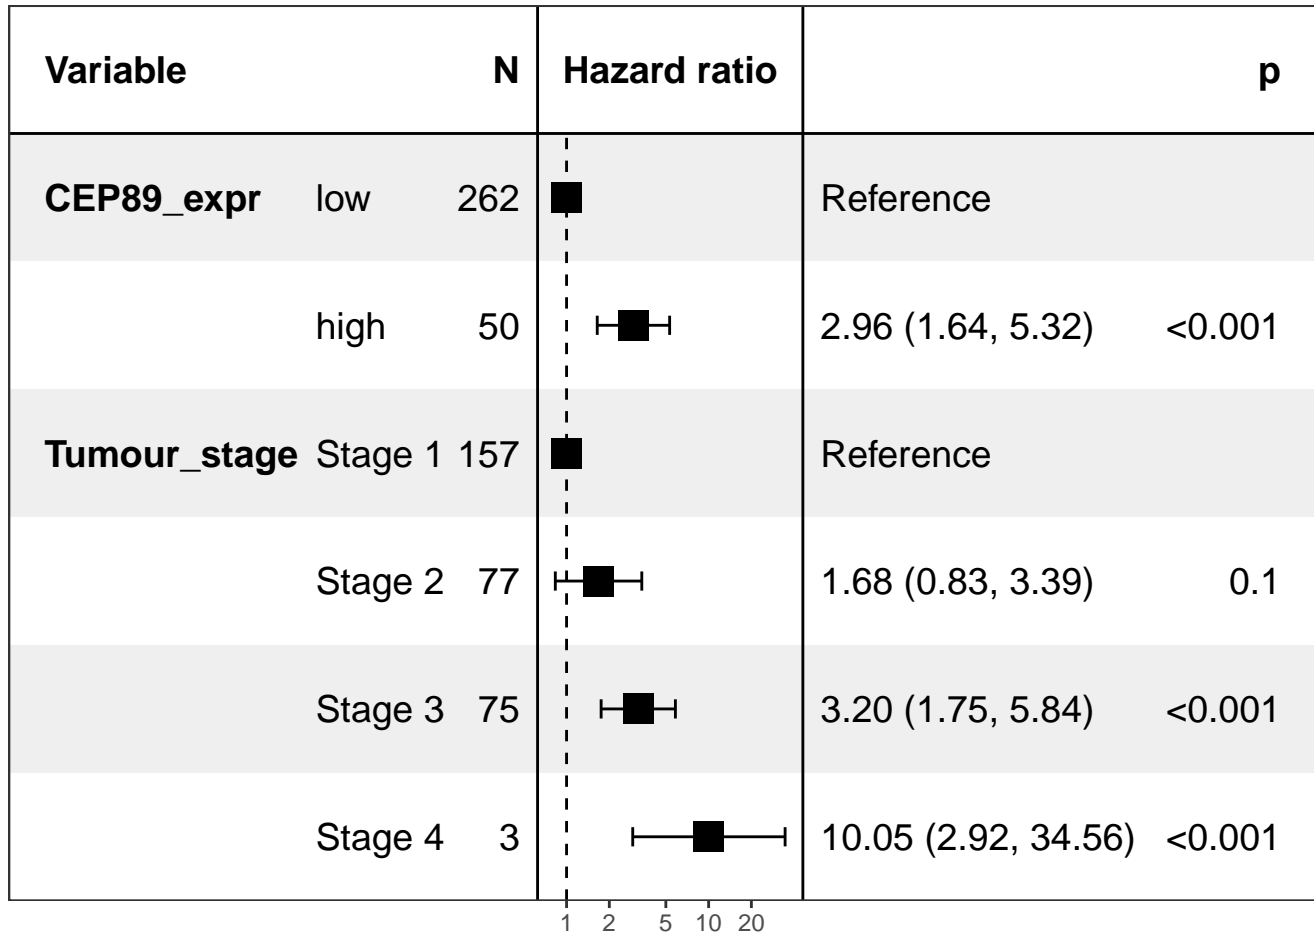 Variable N Hazard ratio p
CEP89_expr low 262 Reference
high 50 2.96 (1.64, 5.32) <0.001
Tumour_stage Stage 1 157 Reference
Stage 2 77 1.68 (0.83, 3.39) 0.1
Stage 3 75 3.20 (1.75, 5.84) <0.001
Stage 4 3 10.05 (2.92, 34.56) <0.001
1 2 5 10 20